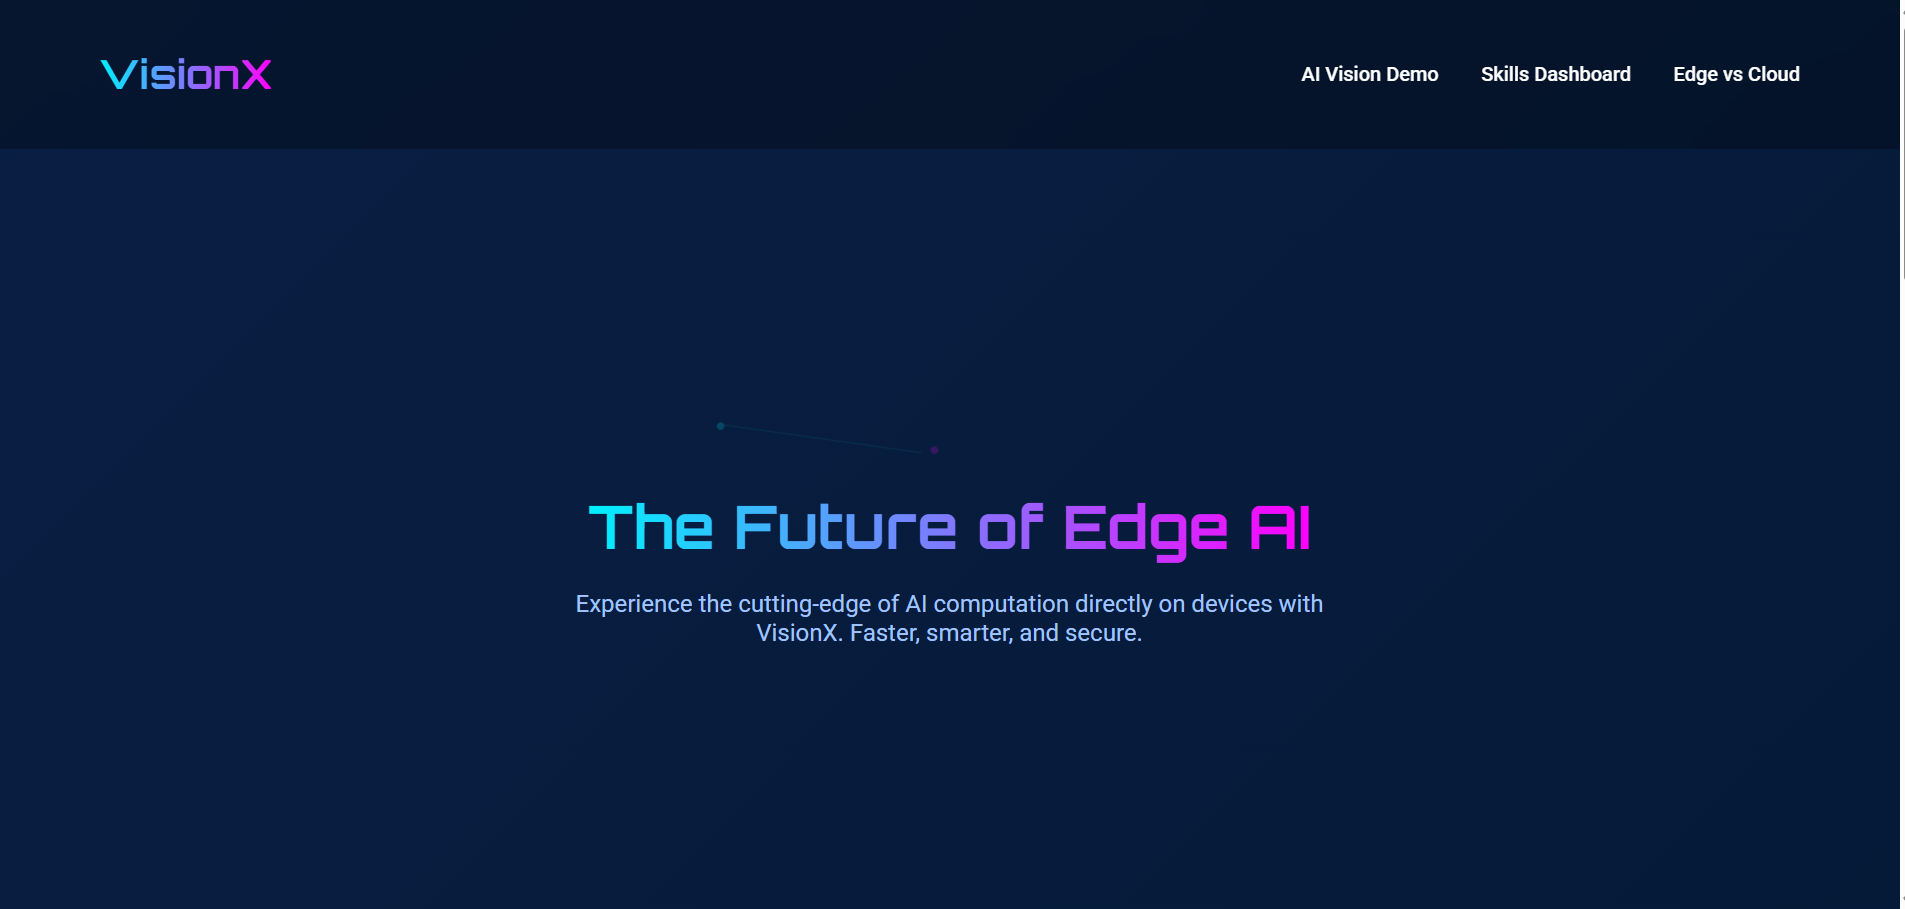 VisionX
AI Vision Demo
Skills Dashboard
Edge vs Cloud
The Future of Edge AI
Experience the cutting-edge of AI computation directly on devices with
VisionX. Faster, smarter, and secure.